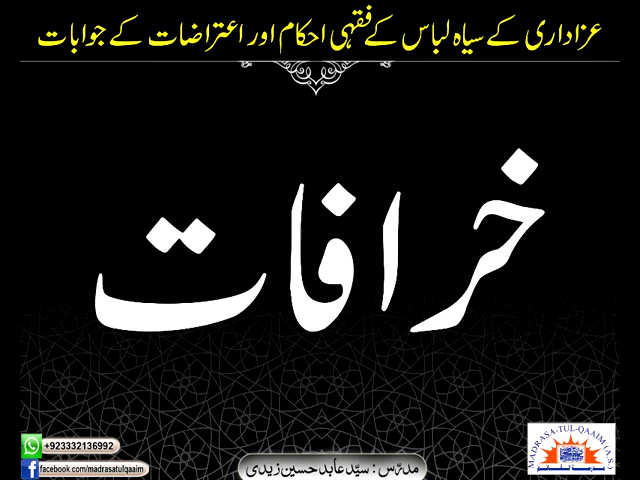 عزاداری کے سیاہ لباس کے فقہی احکام اور اعتراضات کے جوابات
خرافات
+923332136992
facebook.com/madrasatulqaaim
مدرّس : سیّد عابد حسین زیدی
MADRASA-TUL-QAAIM (A.S)